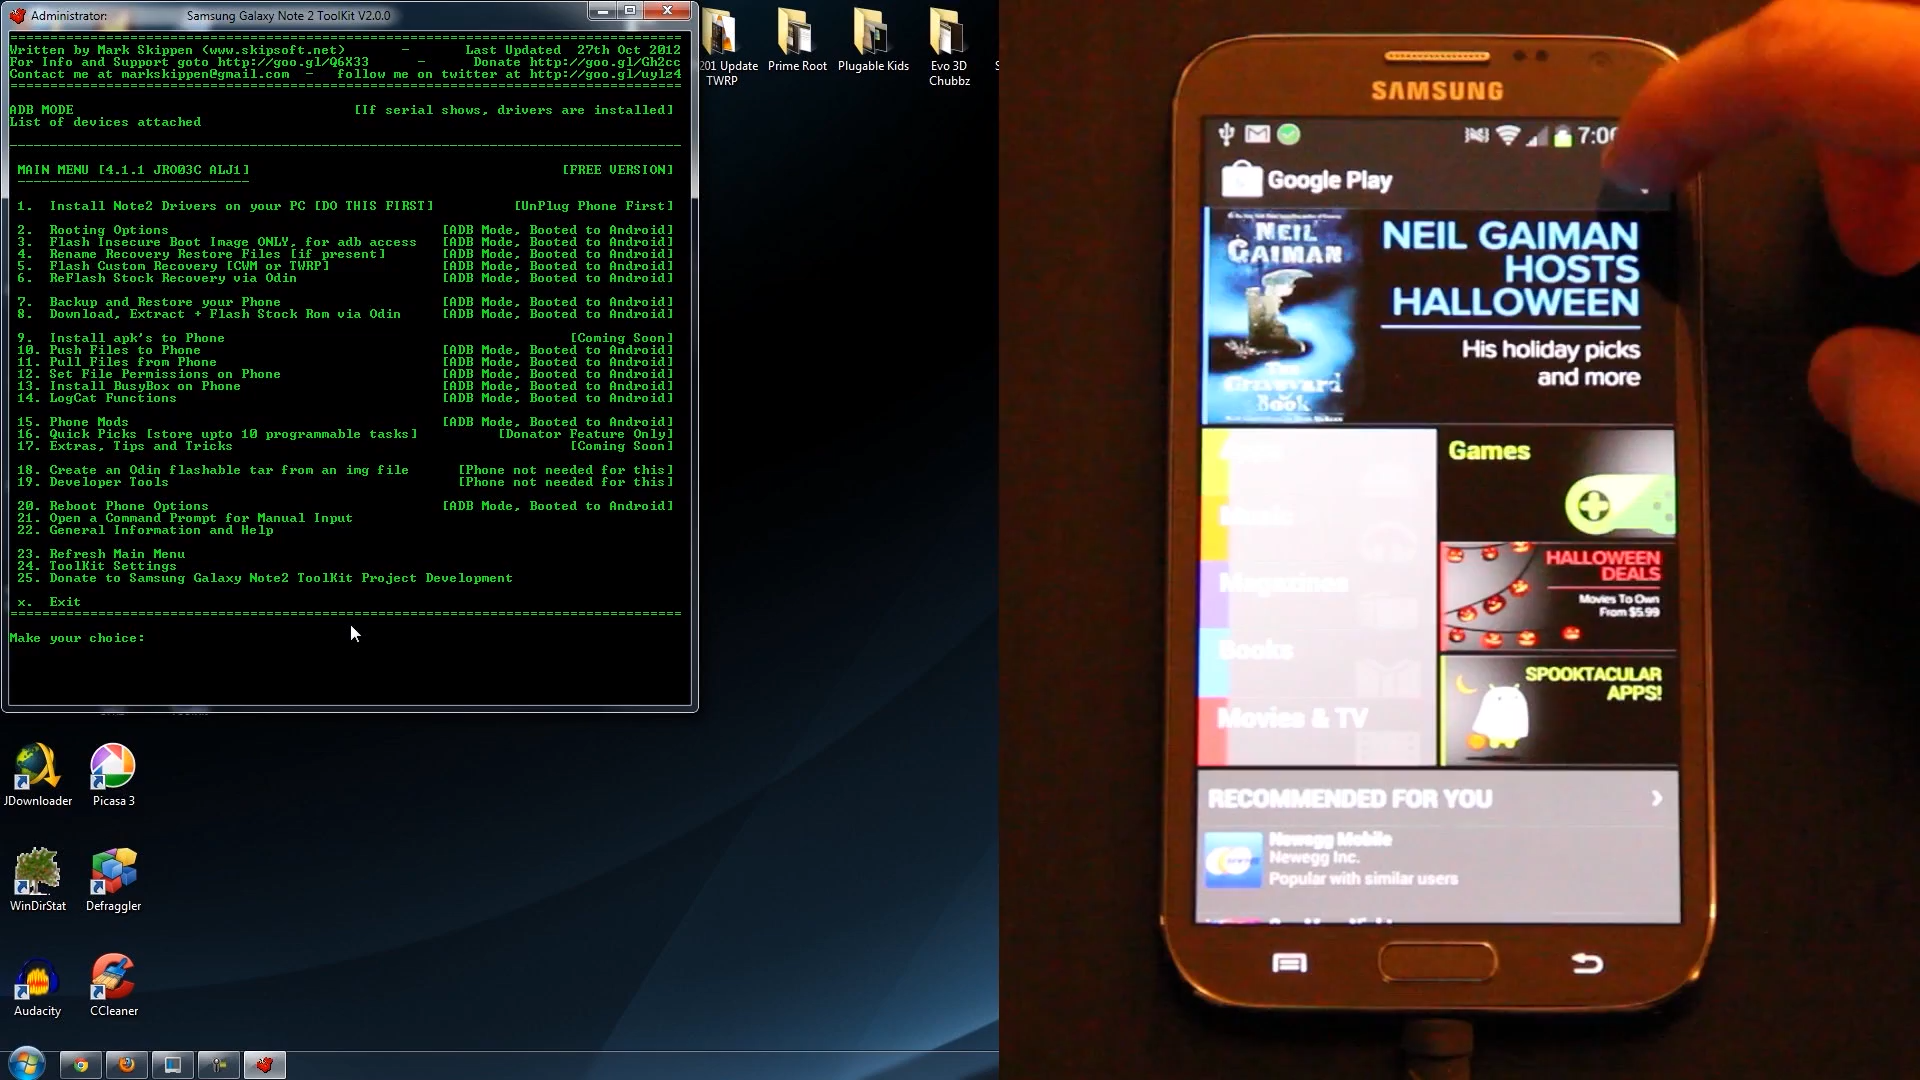 Administrator: Samsung Galaxy Note 2 ToolKit V2.0.0
Written by Mark Skippen (www.skipsoft.net) - Last Updated 27th Oct 2012
For Info and Support goto http://goo.gl/Q6X33 - Donate http://goo.gl/Gh2cc
Contact me at markskippen@gmail.com - follow me on twitter at http://goo.gl/uylz4
ADB MODE [If serial shows, drivers are installed]
List of devices attached
MAIN MENU [4.1.1 JRO03C ALJ1] [FREE VERSION]
1. Install Note2 Drivers on your PC [DO THIS FIRST] [UnPlug Phone First]
2. Rooting Options [ADB Mode, Booted to Android]
3. Flash Insecure Boot Image ONLY, for adb access [ADB Mode, Booted to Android]
4. Rename Recovery Restore Files [if present] [ADB Mode, Booted to Android]
5. Flash Custom Recovery [CWM or TWRP] [ADB Mode, Booted to Android]
6. ReFlash Stock Recovery via Odin [ADB Mode, Booted to Android]
7. Backup and Restore your Phone [ADB Mode, Booted to Android]
8. Download, Extract + Flash Stock Rom via Odin [ADB Mode, Booted to Android]
9. Install apk's to Phone [Coming Soon]
10. Push Files to Phone [ADB Mode, Booted to Android]
11. Pull Files from Phone [ADB Mode, Booted to Android]
12. Set File Permissions on Phone [ADB Mode, Booted to Android]
13. Install BusyBox on Phone [ADB Mode, Booted to Android]
14. LogCat Functions [ADB Mode, Booted to Android]
15. Phone Mods [ADB Mode, Booted to Android]
16. Quick Picks [store upto 10 programmable tasks] [Donator Feature Only]
17. Extras, Tips and Tricks [Coming Soon]
18. Create an Odin flashable tar from an img file [Phone not needed for this]
19. Developer Tools [Phone not needed for this]
20. Reboot Phone Options [ADB Mode, Booted to Android]
21. Open a Command Prompt for Manual Input
22. General Information and Help
23. Refresh Main Menu
24. ToolKit Settings
25. Donate to Samsung Galaxy Note2 ToolKit Project Development
x. Exit
Make your choice:
201 Update
TWRP
Prime Root
Plugable Kids
Evo 3D
Chubbz
JDownloader
Picasa 3
WinDirStat
Defraggler
Audacity
CCleaner
SAMSUNG
Google Play
NEIL
GAIMAN
The
Graveyard
Book
NEIL GAIMAN
HOSTS
HALLOWEEN
His holiday picks
and more
Apps
Music
Magazines
Books
Movies & TV
Games
HALLOWEEN
DEALS
Movies To Own
From $5.99
SPOOKTACULAR
APPS!
RECOMMENDED FOR YOU
Newegg Mobile
Newegg Inc.
Popular with similar users